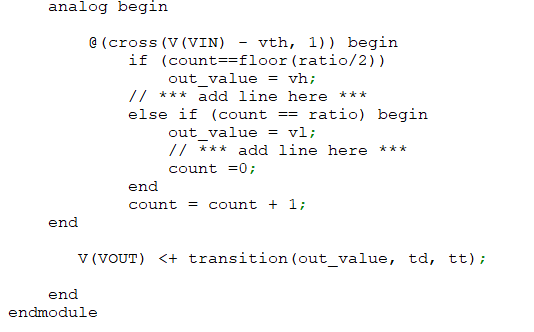 analog begin
@(cross(V(VIN) - vth, 1)) begin
if (count==floor(ratio/2))
out_value = vh;
// *** add line here ***
else if (count == ratio) begin
out_value = vl;
// *** add line here ***
count =0;
end
count = count + 1;
end
V(VOUT) <+ transition(out_value, td, tt);
end
endmodule